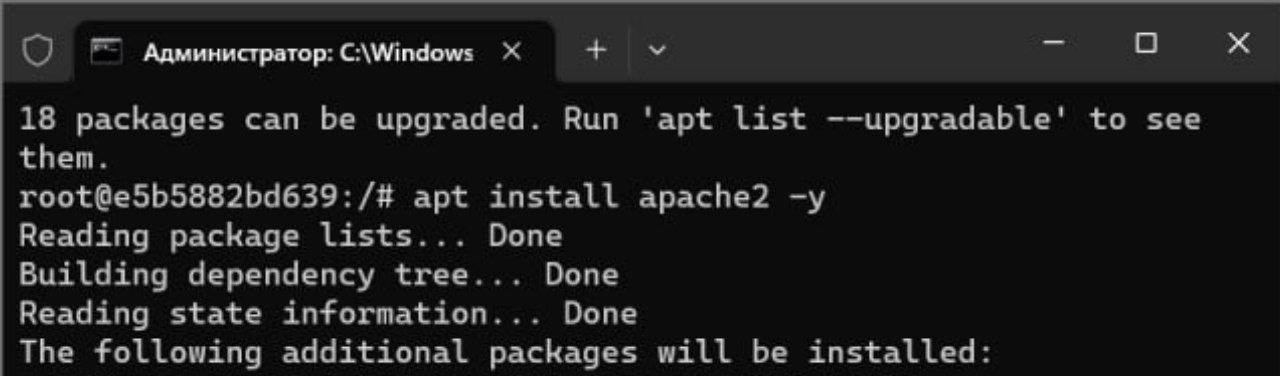 Администратор: C:\Windows
18 packages can be upgraded. Run 'apt list --upgradable' to see
them.
root@e5b5882bd639:/# apt install apache2 -y
Reading package lists... Done
Building dependency tree... Done
Reading state information... Done
The following additional packages will be installed: